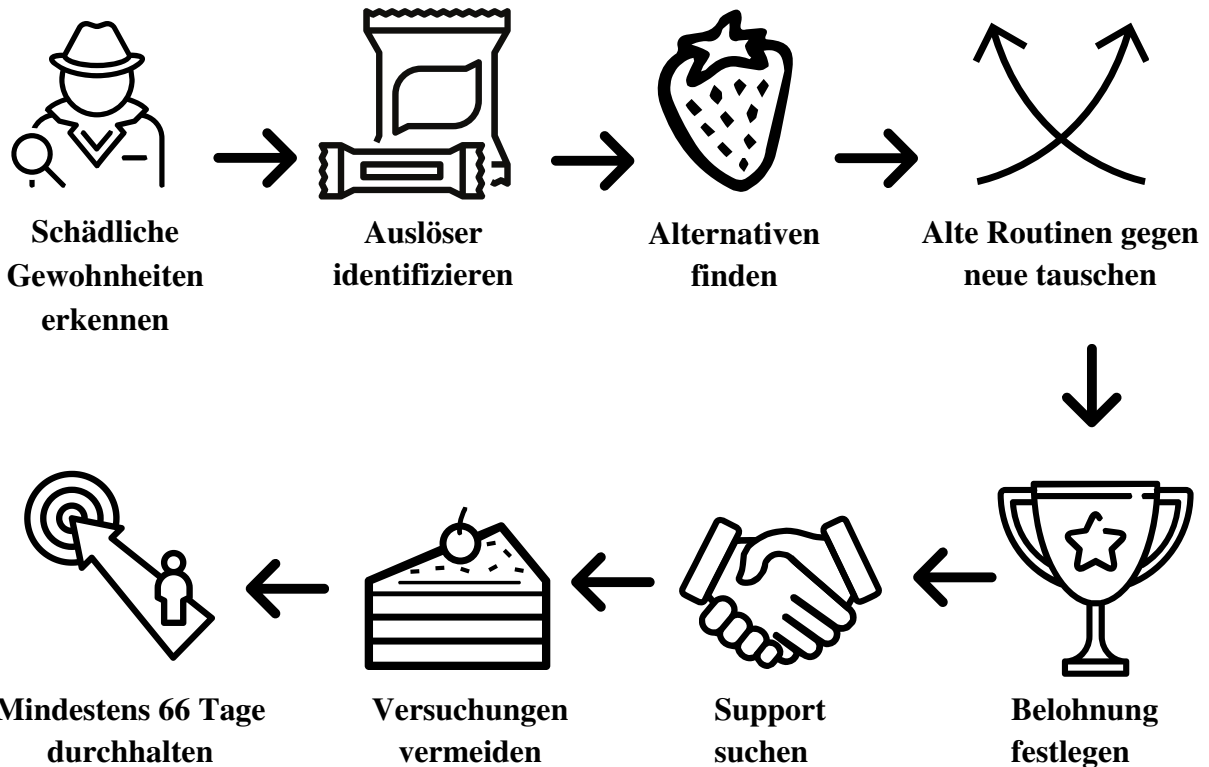 Schädliche
Gewohnheiten
erkennen
Auslöser
identifizieren
Alternativen
finden
Alte Routinen gegen
neue tauschen
Belohnung
festlegen
Support
suchen
Versuchungen
vermeiden
Mindestens 66 Tage
durchhalten